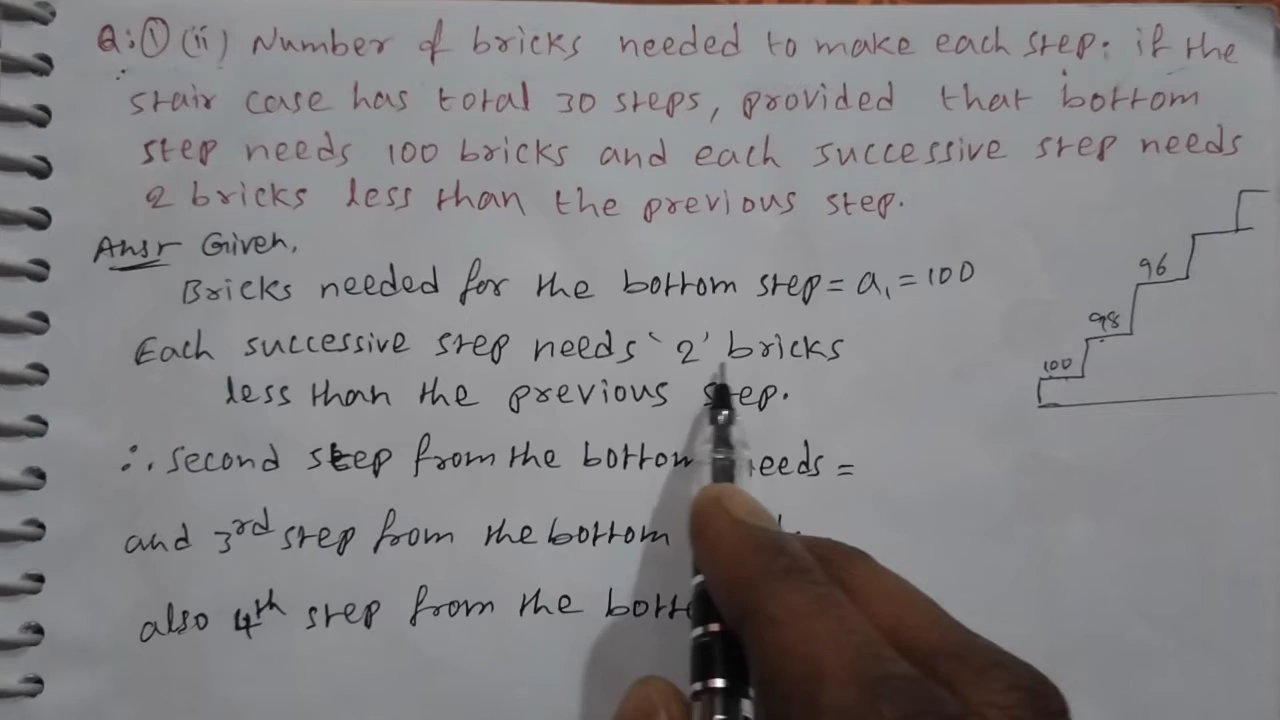 Q:① (ii) Number of bricks needed to make each step: if the
stair case has total 30 steps, provided that bottom
step needs 100 bricks and each successive step needs
2 bricks less than the previous step.
Ansr Given,
Bricks needed for the bottom step = a₁ = 100
Each successive step needs '2' bricks
less than the previous step.
∴ second step from the bottom needs =
and 3rd step from the bottom
also 4th step from the
96
98
100